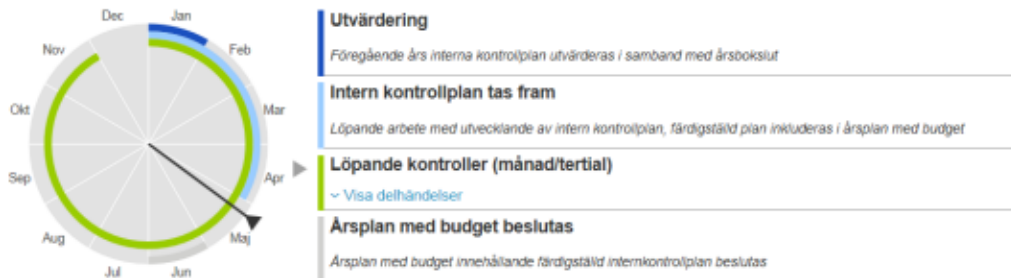 Dec
Jan
Nov
Feb
Okt
Mar
Sep
Apr
Aug
Maj
Jul
Jun
Utvärdering
Föregående års interna kontrollplan utvärderas i samband med årsbokslut
Intern kontrollplan tas fram
Löpande arbete med utvecklande av intern kontrollplan, färdigställd plan inkluderas i årsplan med budget
Löpande kontroller (månad/tertial)
Visa delhändelser
Årsplan med budget beslutas
Årsplan med budget innehållande färdigställd internkontrollplan beslutas